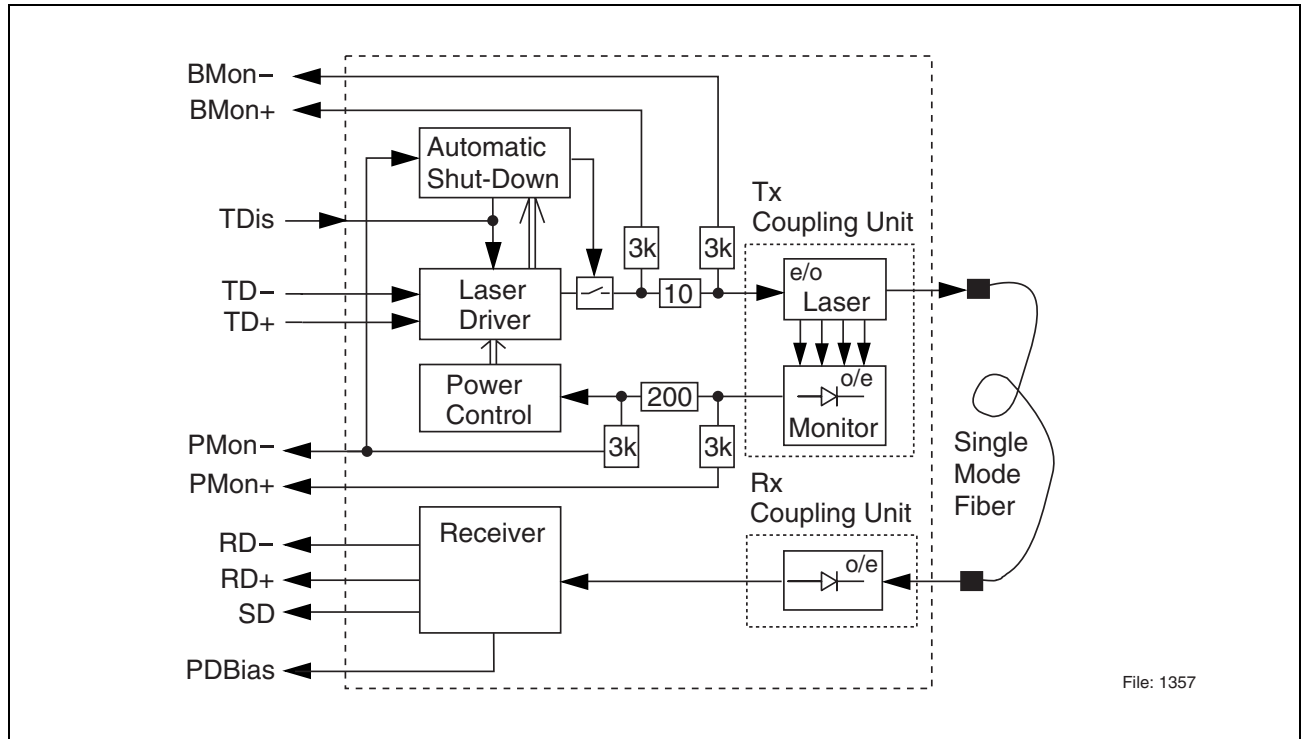 BMon−
BMon+
Automatic
Shut-Down
Tx
Coupling Unit
TDis
3k
3k
e/o
Laser
TD−
TD+
Laser
Driver
10
Power
Control
200
o/e
Monitor
PMon−
3k
3k
PMon+
Single
Mode
Fiber
Rx
Coupling Unit
Receiver
RD−
RD+
SD
o/e
PDBias
File: 1357